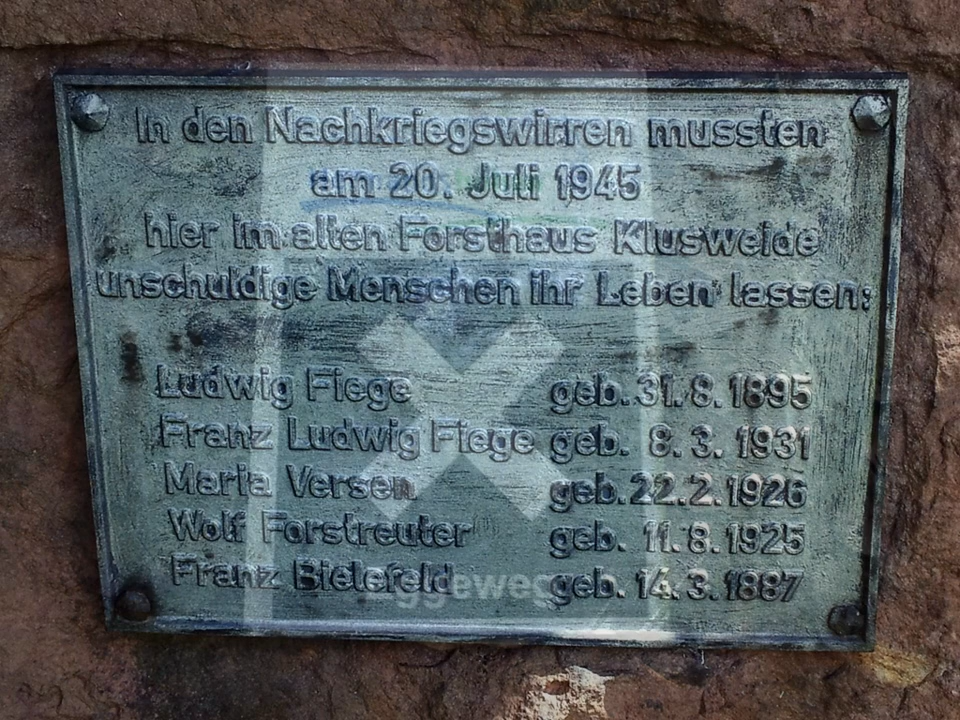 In den Nachkriegswirren mussten
am 20. Juli 1945
hier im alten Forsthaus Klusweide
unschuldige Menschen ihr Leben lassen:
Ludwig Fiege geb. 31. 8. 1895
Franz Ludwig Fiege geb. 8. 3. 1931
Maria Versen geb. 22. 2. 1926
Wolf Forstreuter geb. 11. 8. 1925
Franz Bielefeld geb. 14. 3. 1887
Eggeweg